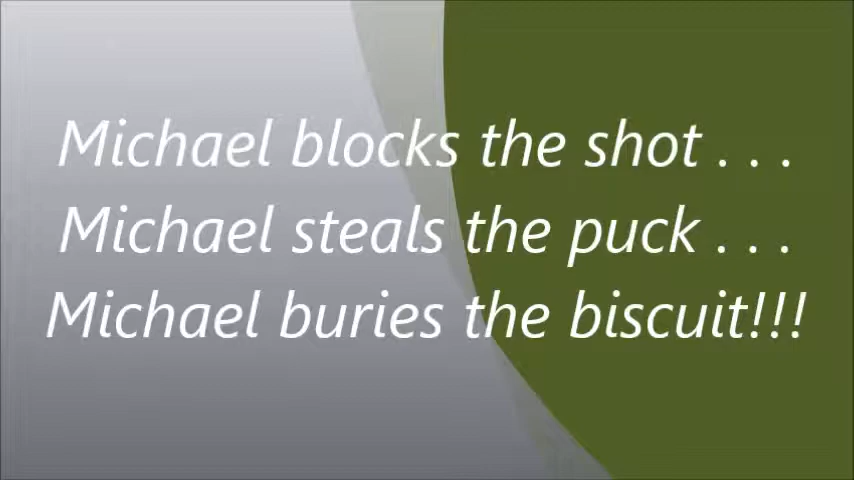 Michael blocks the shot . . .
Michael steals the puck . . .
Michael buries the biscuit!!!